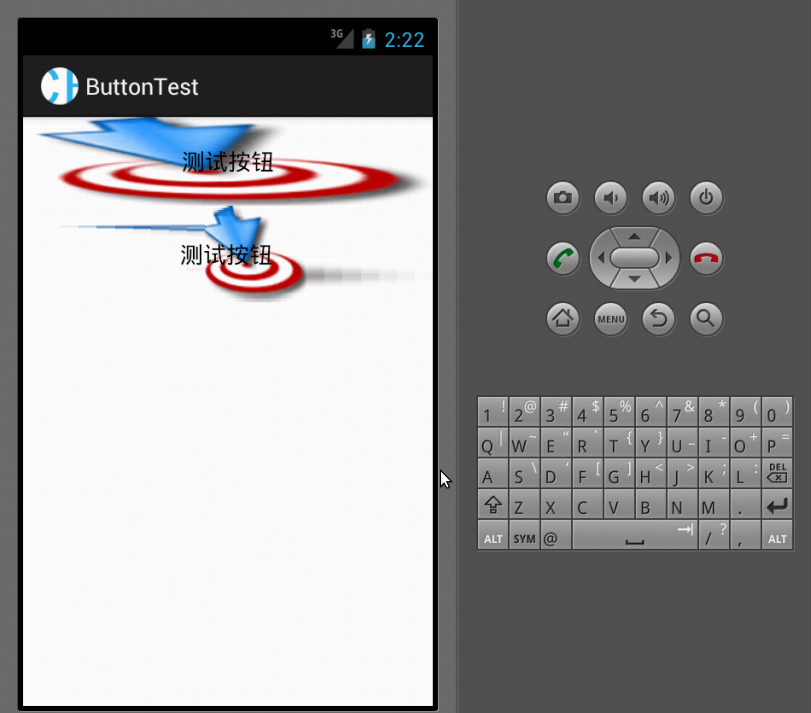 3G 2:22
ButtonTest
测试按钮
测试按钮
MENU
1 ! 2 @ 3 # 4 $ 5 % 6 ^ 7 & 8 * 9 ( 0 )
Q | W ~ E “ R ` T { Y } U _ I - O + P =
A S \ D ‘ F [ G ] H < J > K ; L : DEL
Z X C V B N M .
ALT SYM @ / ? , ALT